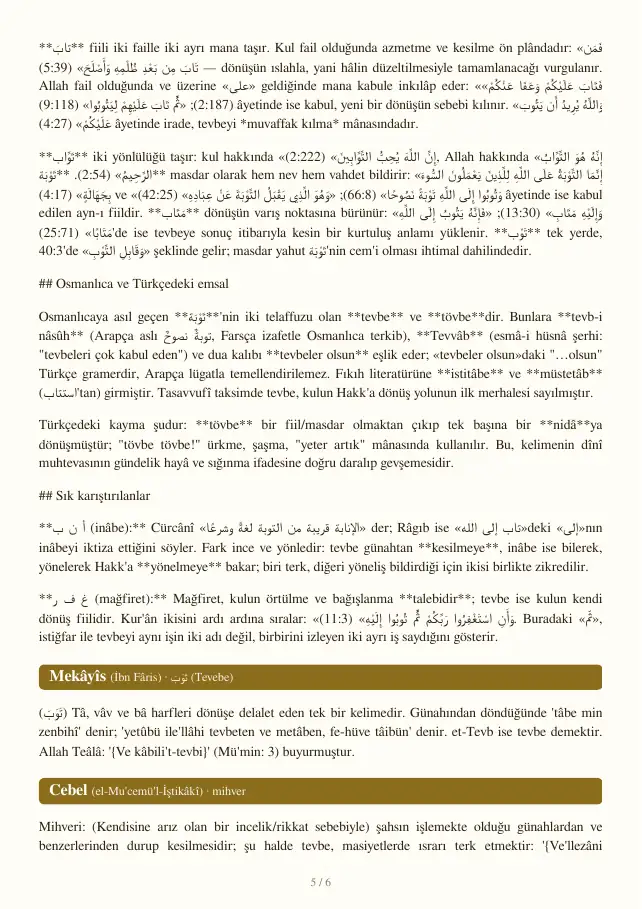 **تابَ** fiili iki faille iki ayrı mana taşır. Kul fail olduğunda azmetme ve kesilme ön plândadır: «فَمَن
تَابَ مِن بَعْدِ ظُلْمِهِ وَأَصْلَحَ» (5:39) — dönüşün ıslahla, yani hâlin düzeltilmesiyle tamamlanacağı vurgulanır.
Allah fail olduğunda ve üzerine «على» geldiğinde mana kabule inkılâp eder: «فَتَابَ عَلَيْكُمْ وَعَفَا عَنكُمْ»
(2:187) âyetinde ise kabul, yeni bir dönüşün sebebi kılınır. «ثُمَّ تَابَ عَلَيْهِمْ لِيَتُوبُوا» (9:118); «وَاللَّهُ يُرِيدُ أَن يَتُوبَ
عَلَيْكُمْ» (4:27) âyetinde irade, tevbeyi *muvaffak kılma* mânasındadır.
**تَوَّاب** iki yönlülüğü taşır: kul hakkında «إِنَّ اللَّهَ يُحِبُّ التَّوَّابِينَ» (2:222), Allah hakkında «إِنَّهُ هُوَ التَّوَّابُ
الرَّحِيمُ» (2:54). **تَوْبَة** masdar olarak hem nev hem vahdet bildirir: «إِنَّمَا التَّوْبَةُ عَلَى اللَّهِ لِلَّذِينَ يَعْمَلُونَ السُّوءَ
بِجَهَالَةٍ» (4:17) ve «وَهُوَ الَّذِي يَقْبَلُ التَّوْبَةَ عَنْ عِبَادِهِ» (42:25); «تُوبُوا إِلَى اللَّهِ تَوْبَةً نَصُوحًا» (66:8) âyetinde ise kabul
edilen ayn-ı fiildir. **مَتَاب** dönüşün varış noktasına bürünür: «وَإِلَيْهِ مَتَابِ» (13:30); «فَإِنَّهُ يَتُوبُ إِلَى اللَّهِ
مَتَابًا» (25:71)'de ise tevbeye sonuç itibarıyla kesin bir kurtuluş anlamı yüklenir. **تَوْب** tek yerde,
40:3'de «وَقَابِلِ التَّوْبِ» şeklinde gelir; masdar yahut تَوْبَة'nin cem'i olması ihtimal dahilindedir.
## Osmanlıca ve Türkçedeki emsal
Osmanlıcaya asıl geçen **تَوْبَة**'nin iki telaffuzu olan **tevbe** ve **tövbe**dir. Bunlara **tevb-i
nâsûh** (Arapça aslı توبةٌ نصوحٌ, Farsça izafetle Osmanlıca terkib), **Tevvâb** (esmâ-i hüsnâ şerhi:
"tevbeleri çok kabul eden") ve dua kalıbı **tevbeler olsun** eşlik eder; «tevbeler olsun»daki "…olsun"
Türkçe gramerdir, Arapça lügatla temellendirilemez. Fıkıh literatürüne **istitâbe** ve **müstetâb**
(استتاب'tan) girmiştir. Tasavvufî taksimde tevbe, kulun Hakk'a dönüş yolunun ilk merhalesi sayılmıştır.
Türkçedeki kayma şudur: **tövbe** bir fiil/masdar olmaktan çıkıp tek başına bir **nidâ**ya
dönüşmüştür; "tövbe tövbe!" ürkme, şaşma, "yeter artık" mânasında kullanılır. Bu, kelimenin dînî
muhtevasının gündelik hayâ ve sığınma ifadesine doğru daralıp gevşemesidir.
## Sık karıştırılanlar
**أ ن ب (inâbe):** Cürcânî «الإنابة قريبة من التوبة لغةً وشرعًا» der; Râgıb ise «تاب إلى الله»deki «إلى»nın
inâbeyi iktiza ettiğini söyler. Fark ince ve yönledir: tevbe günahtan **kesilmeye**, inâbe ise bilerek,
yönelerek Hakk'a **yönelmeye** bakar; biri terk, diğeri yöneliş bildirdiği için ikisi birlikte zikredilir.
**غ ف ر (mağfiret):** Mağfiret, kulun örtülme ve bağışlanma **talebidir**; tevbe ise kulun kendi
dönüş fiilidir. Kur'ân ikisini ardı ardına sıralar: «وَأَنِ اسْتَغْفِرُوا رَبَّكُمْ ثُمَّ تُوبُوا إِلَيْهِ» (11:3). Buradaki «ثُمَّ»,
istiğfar ile tevbeyi aynı işin iki adı değil, birbirini izleyen iki ayrı iş saydığını gösterir.
Mekâyîs (İbn Fâris) · تَوَبَ (Tevebe)
(تَوَبَ) Tâ, vâv ve bâ harfleri dönüşe delalet eden tek bir kelimedir. Günahından döndüğünde 'tâbe min
zenbihî' denir; 'yetûbü ile'llâhi tevbeten ve metâben, fe-hüve tâibün' denir. et-Tevb ise tevbe demektir.
Allah Teâlâ: '{Ve kâbili't-tevbi}' (Mü'min: 3) buyurmuştur.
Cebel (el-Mu'cemü'l-İştikâkî) · mihver
Mihveri: (Kendisine arız olan bir incelik/rikkat sebebiyle) şahsın işlemekte olduğu günahlardan ve
benzerlerinden durup kesilmesidir; şu halde tevbe, masiyetlerde ısrarı terk etmektir: '{Ve'llezâni
5 / 6